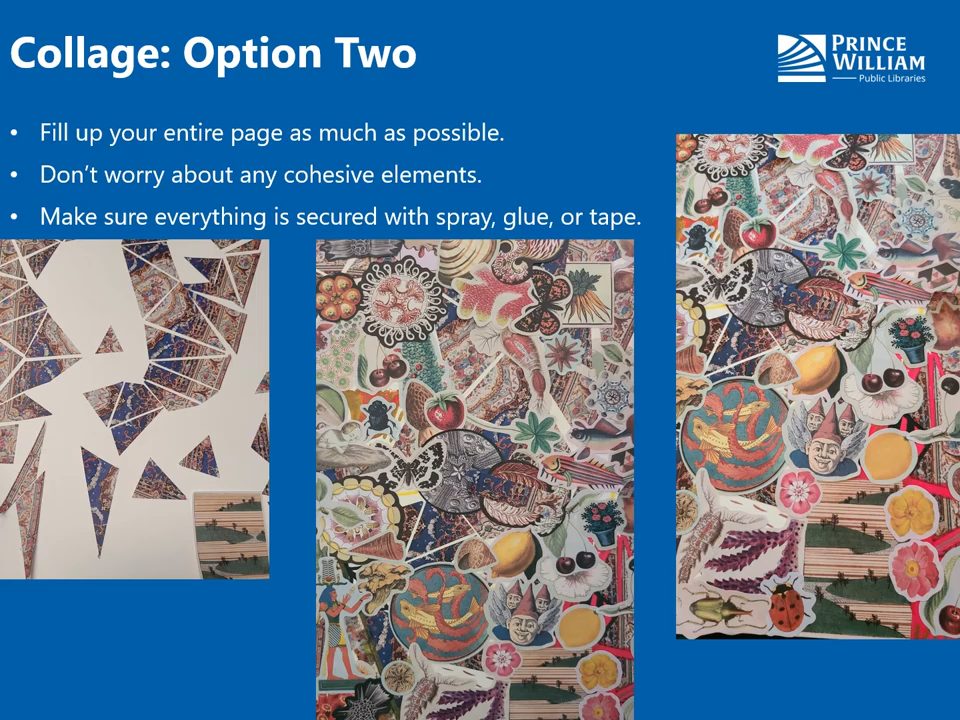 Collage: Option Two
PRINCE
WILLIAM
Public Libraries
• Fill up your entire page as much as possible.
• Don’t worry about any cohesive elements.
• Make sure everything is secured with spray, glue, or tape.